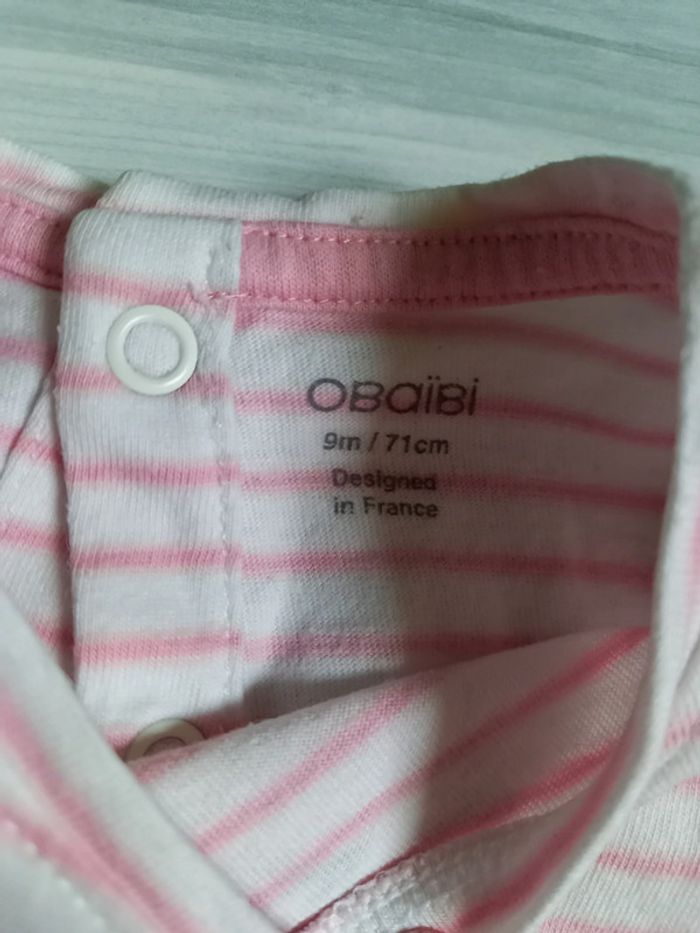 OBaïBi
9m / 71cm
Designed
in France